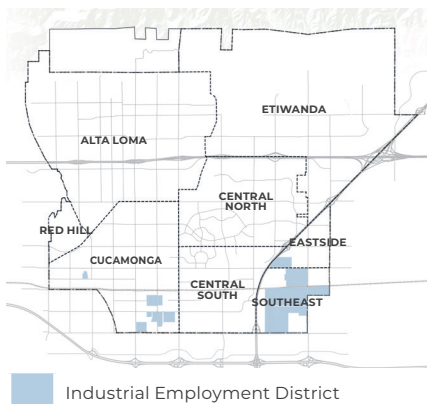 ETIWANDA
ALTA LOMA
CENTRAL
NORTH
RED HILL
EASTSIDE
CUCAMONGA
CENTRAL
SOUTH
SOUTHEAST
Industrial Employment District